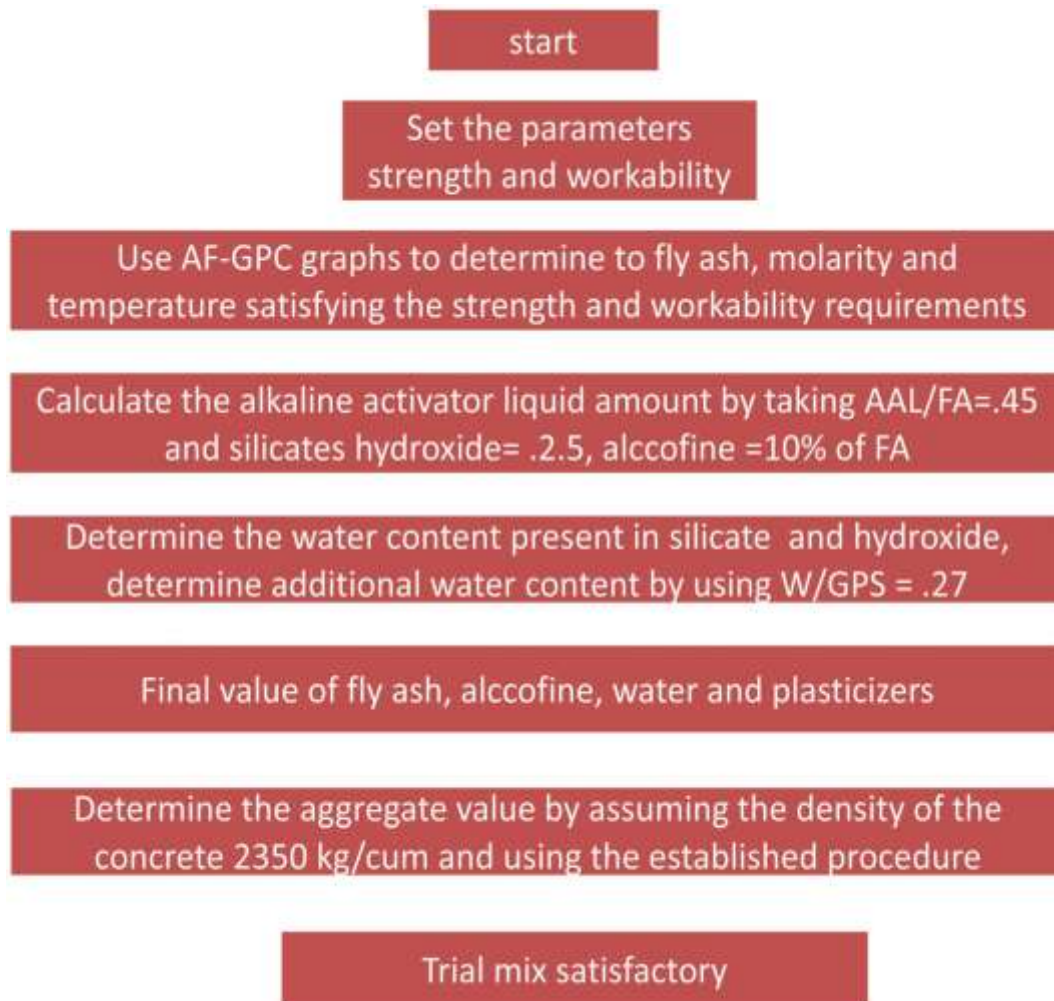 start
Set the parameters
strength and workability
Use AF-GPC graphs to determine to fly ash, molarity and
temperature satisfying the strength and workability requirements
Calculate the alkaline activator liquid amount by taking AAL/FA=.45
and silicates hydroxide= .2.5, alccofine =10% of FA
Determine the water content present in silicate and hydroxide,
determine additional water content by using W/GPS = .27
Final value of fly ash, alccofine, water and plasticizers
Determine the aggregate value by assuming the density of the
concrete 2350 kg/cum and using the established procedure
Trial mix satisfactory